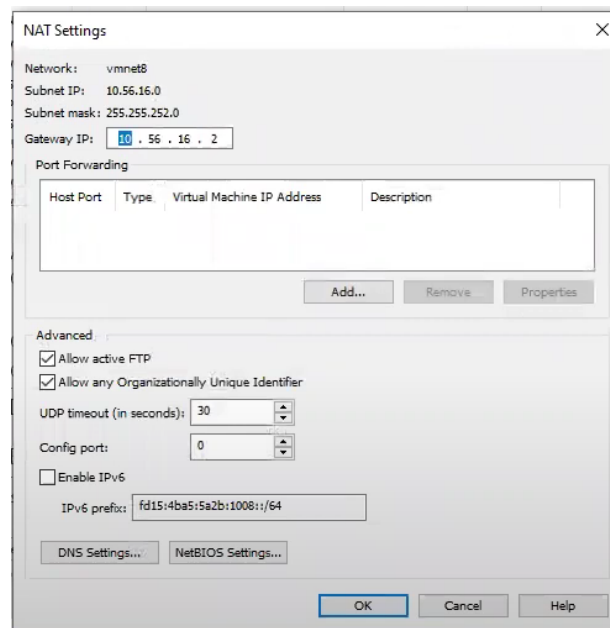 NAT Settings
Network: vmnet8
Subnet IP: 10.56.16.0
Subnet mask: 255.255.252.0
Gateway IP: 10 . 56 . 16 . 2
Port Forwarding
Host Port Type Virtual Machine IP Address Description
Add... Remove Properties
Advanced
Allow active FTP
Allow any Organizationally Unique Identifier
UDP timeout (in seconds): 30
Config port: 0
Enable IPv6
IPv6 prefix: fd15:4ba5:5a2b:1008::/64
DNS Settings... NetBIOS Settings...
OK Cancel Help